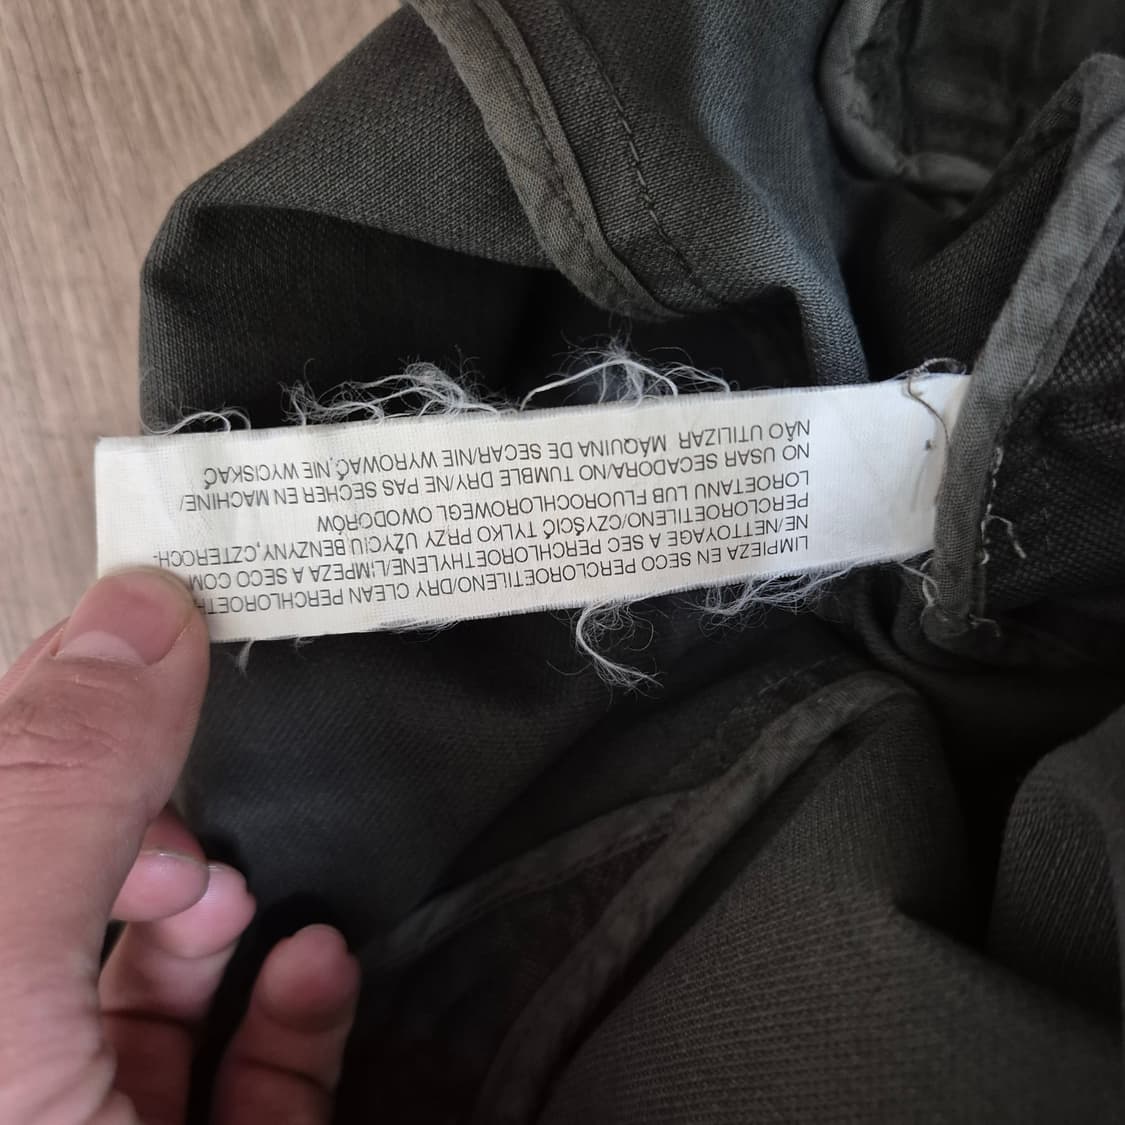 LIMPIEZA EN SECO PERCLOROETILENO/DRY CLEAN PERCHLOROETH
NE/NETTOYAGE A SEC PERCHLOROETHYLENE/LIMPEZA A SECO COM
PERCLOROETILENO/CZYŚCIĆ TYLKO PRZY UŻYCIU BENZYNY,CZTEROCH-
LOROETANU LUB FLUOROCHLOROWEGL OWODORÓW
NO USAR SECADORA/NO TUMBLE DRY/NE PAS SECHER EN MACHINE/
NÃO UTILIZAR MÁQUINA DE SECAR/NIE WYROWAĆ,NIE WYCISKAĆ